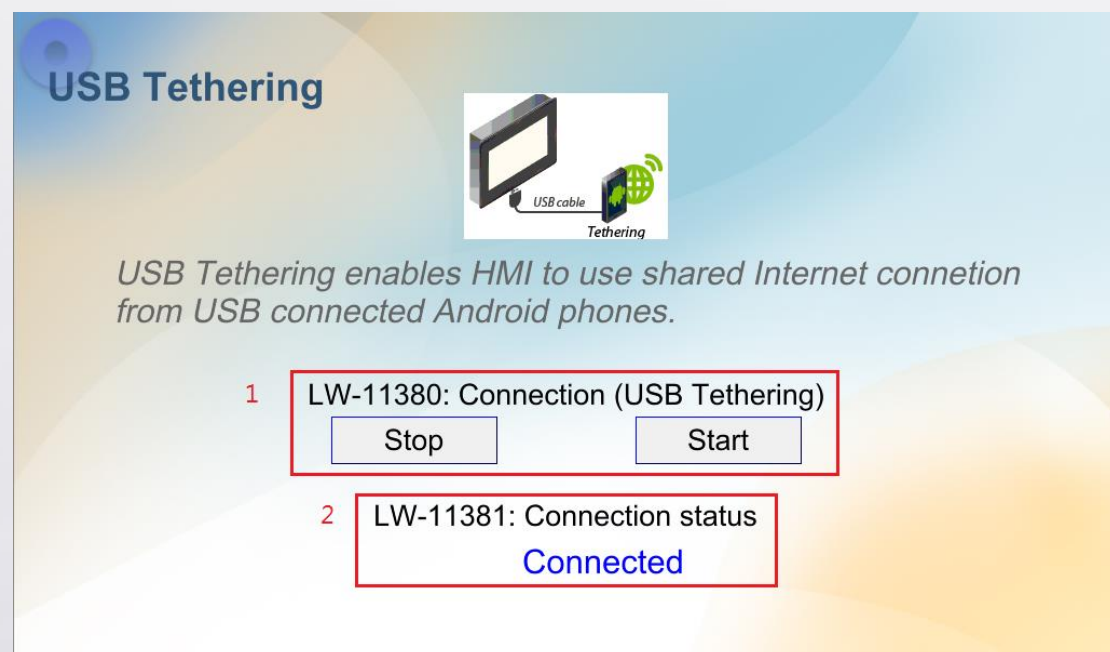 USB Tethering
USB cable
Tethering
USB Tethering enables HMI to use shared Internet connetion
from USB connected Android phones.
1 LW-11380: Connection (USB Tethering)
Stop Start
2 LW-11381: Connection status
Connected